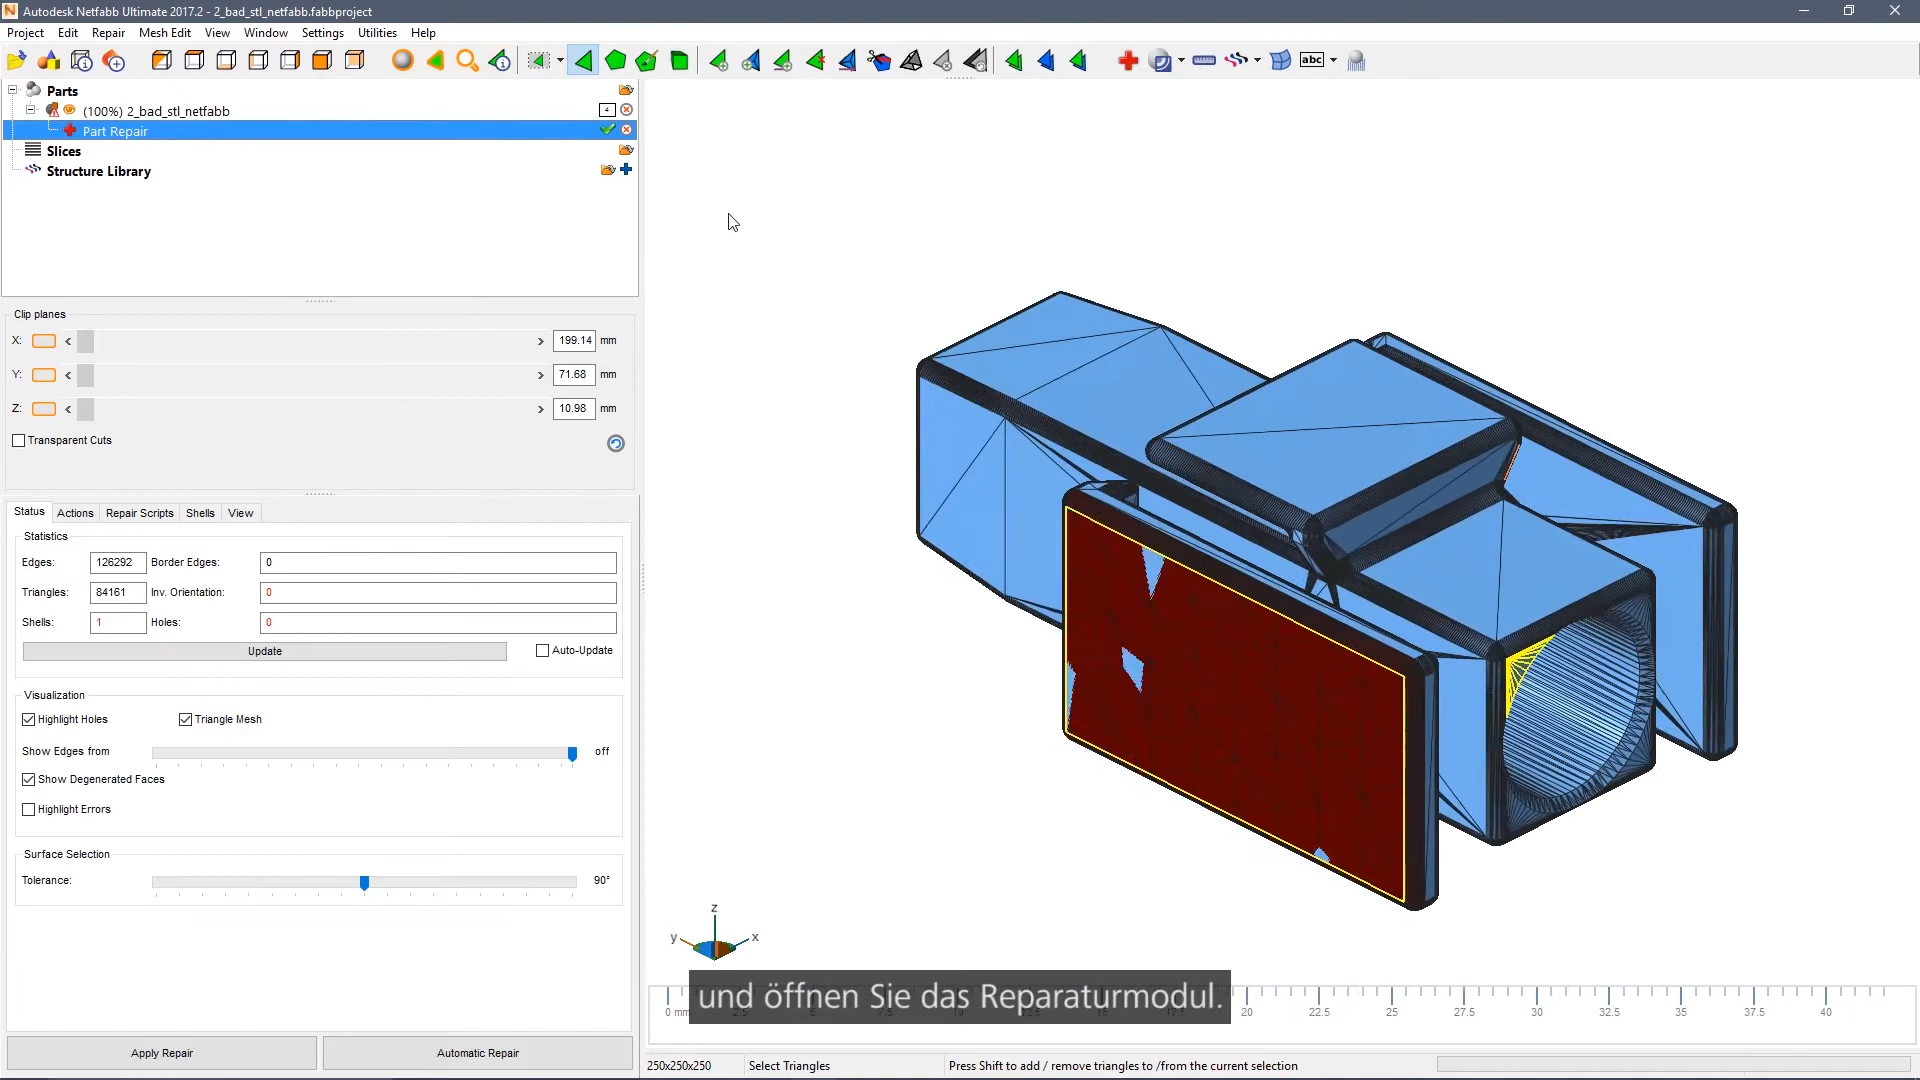 Autodesk Netfabb Ultimate 2017.2 - 2_bad_stl_netfabb.fabbproject
Project Edit Repair Mesh Edit View Window Settings Utilities Help
abc
Parts
(100%) 2_bad_stl_netfabb
Part Repair
Slices
Structure Library
Clip planes
X: 199.14 mm
Y: 71.68 mm
Z: 10.98 mm
Transparent Cuts
Status Actions Repair Scripts Shells View
Statistics
Edges: 126292 Border Edges: 0
Triangles: 84161 Inv. Orientation: 0
Shells: 1 Holes: 0
Update Auto-Update
Visualization
Highlight Holes Triangle Mesh
Show Edges from off
Show Degenerated Faces
Highlight Errors
Surface Selection
Tolerance: 90°
Apply Repair Automatic Repair
z
y x
und öffnen Sie das Reparaturmodul.
0 mm 20 22.5 25 27.5 30 32.5 35 37.5 40
250x250x250 Select Triangles Press Shift to add / remove triangles to /from the current selection